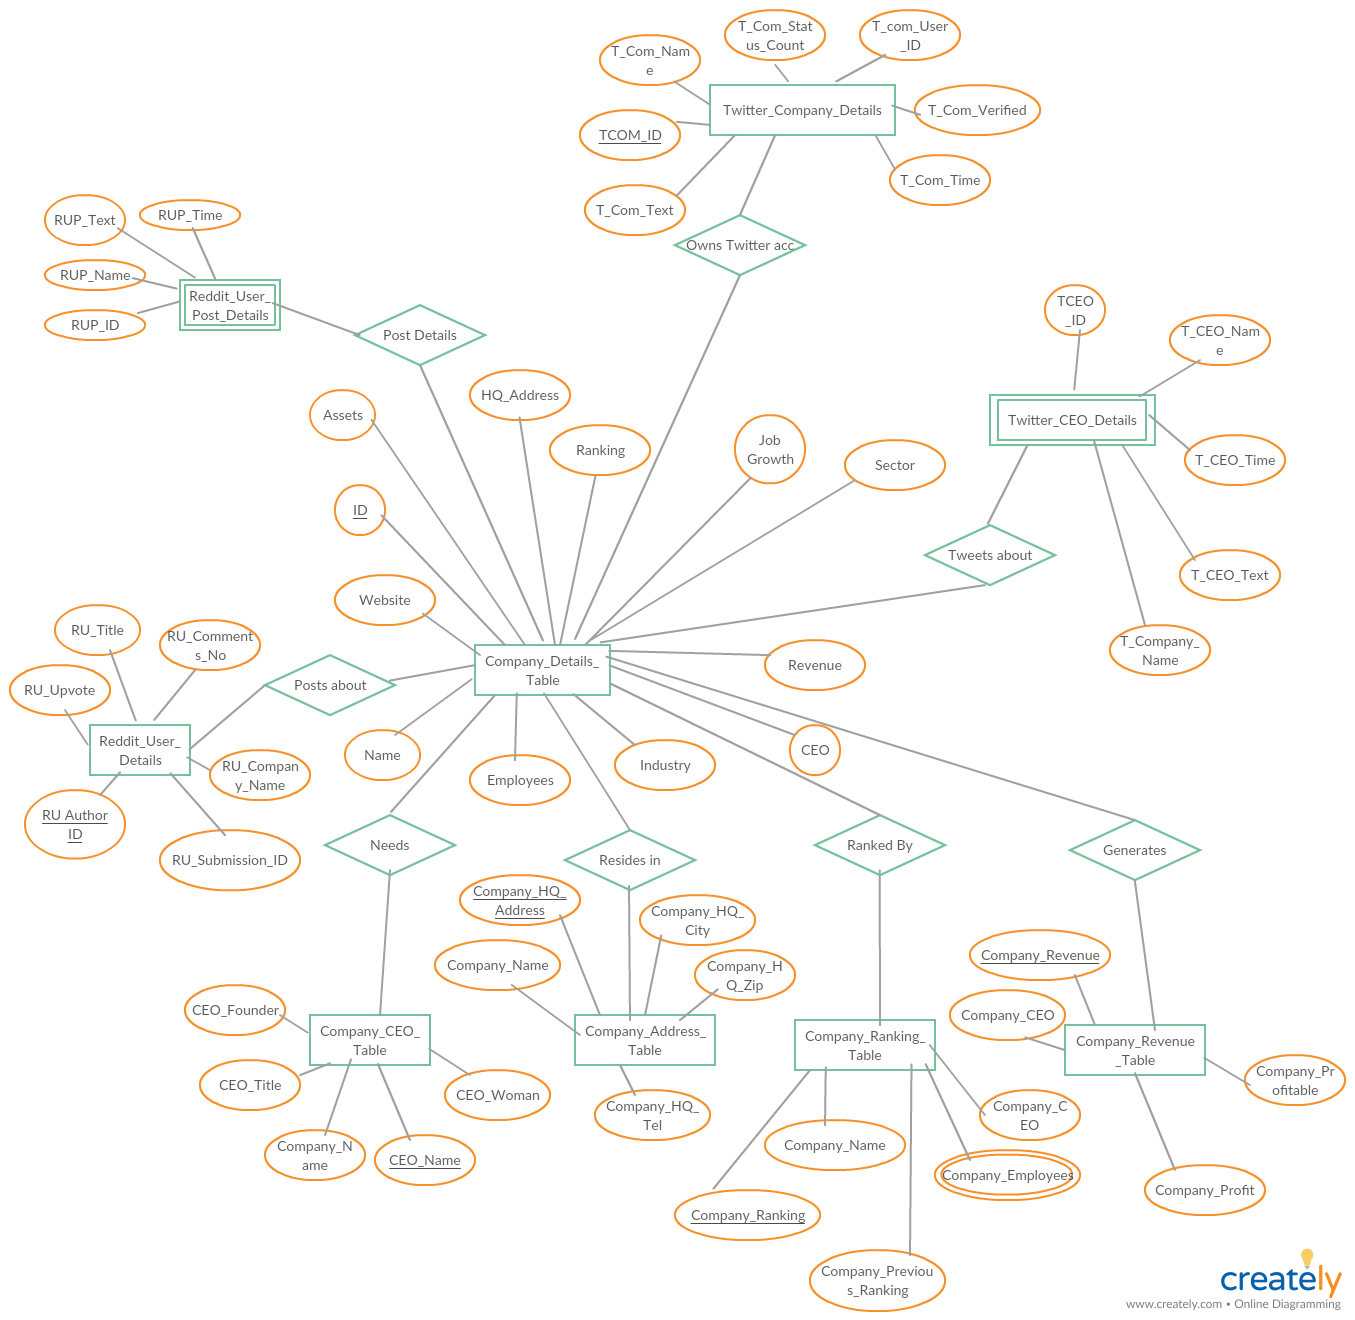 T_Com_Stat
us_Count
T_com_User
_ID
T_Com_Nam
e
Twitter_Company_Details
T_Com_Verified
TCOM_ID
T_Com_Time
T_Com_Text
Owns Twitter acc
RUP_Text
RUP_Time
RUP_Name
RUP_ID
Reddit_User_
Post_Details
Post Details
TCEO
_ID
T_CEO_Nam
e
Twitter_CEO_Details
T_CEO_Time
T_CEO_Text
T_Company_
Name
Tweets about
Assets
HQ_Address
Ranking
Job
Growth
Sector
ID
Website
Company_Details_
Table
Revenue
RU_Title
RU_Comment
s_No
RU_Upvote
Posts about
Reddit_User_
Details
RU_Compan
y_Name
RU Author
ID
RU_Submission_ID
Name
Employees
Industry
CEO
Needs
Resides in
Ranked By
Generates
Company_HQ_
Address
Company_HQ_
City
Company_Name
Company_H
Q_Zip
Company_Address_
Table
Company_HQ_
Tel
CEO_Founder
Company_CEO_
Table
CEO_Title
CEO_Woman
Company_N
ame
CEO_Name
Company_Ranking_
Table
Company_C
EO
Company_Name
Company_Employees
Company_Ranking
Company_Previou
s_Ranking
Company_Revenue
Company_CEO
Company_Revenue
_Table
Company_Pr
ofitable
Company_Profit
creately
www.creately.com • Online Diagramming